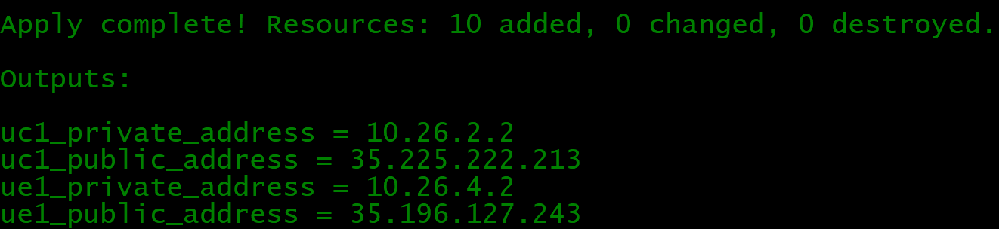 Apply complete! Resources: 10 added, 0 changed, 0 destroyed.
Outputs:
uc1_private_address = 10.26.2.2
uc1_public_address = 35.225.222.213
ue1_private_address = 10.26.4.2
ue1_public_address = 35.196.127.243